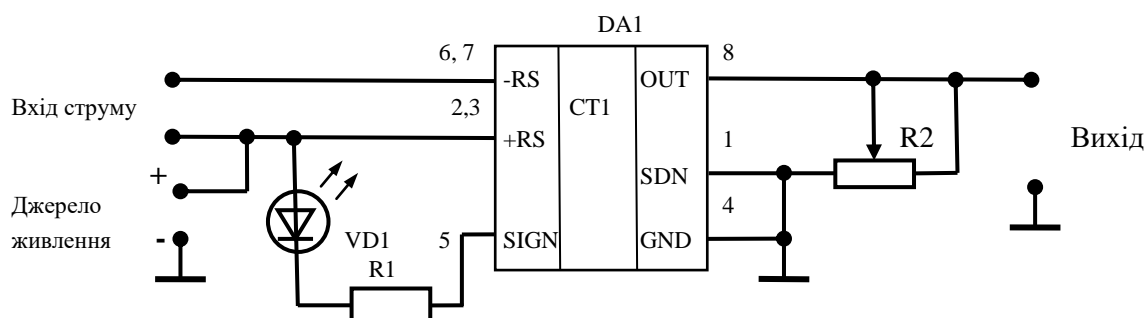 DA1
6, 7
8
-RS
OUT
Вхід струму
2,3
CT1
+RS
1
R2
Вихід
+
SDN
Джерело
живлення
4
-
VD1
5
SIGN
GND
R1